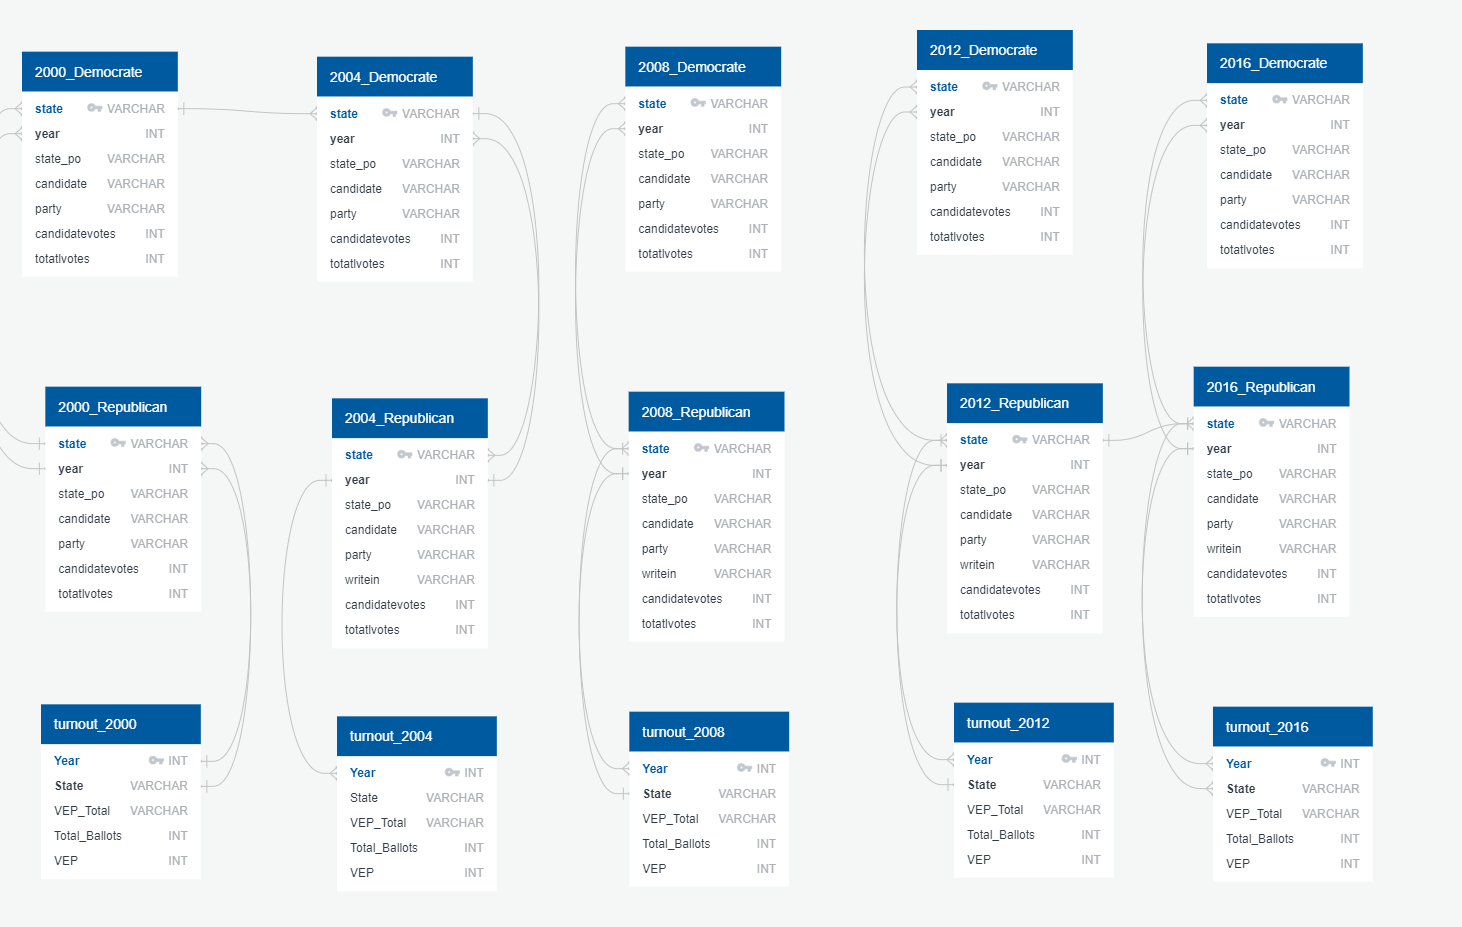 2000_Democrate
state VARCHAR
year INT
state_po VARCHAR
candidate VARCHAR
party VARCHAR
candidatevotes INT
totatlvotes INT
2004_Democrate
state VARCHAR
year INT
state_po VARCHAR
candidate VARCHAR
party VARCHAR
candidatevotes INT
totatlvotes INT
2008_Democrate
state VARCHAR
year INT
state_po VARCHAR
candidate VARCHAR
party VARCHAR
candidatevotes INT
totatlvotes INT
2012_Democrate
state VARCHAR
year INT
state_po VARCHAR
candidate VARCHAR
party VARCHAR
candidatevotes INT
totatlvotes INT
2016_Democrate
state VARCHAR
year INT
state_po VARCHAR
candidate VARCHAR
party VARCHAR
candidatevotes INT
totatlvotes INT
2000_Republican
state VARCHAR
year INT
state_po VARCHAR
candidate VARCHAR
party VARCHAR
candidatevotes INT
totatlvotes INT
2004_Republican
state VARCHAR
year INT
state_po VARCHAR
candidate VARCHAR
party VARCHAR
writein VARCHAR
candidatevotes INT
totatlvotes INT
2008_Republican
state VARCHAR
year INT
state_po VARCHAR
candidate VARCHAR
party VARCHAR
writein VARCHAR
candidatevotes INT
totatlvotes INT
2012_Republican
state VARCHAR
year INT
state_po VARCHAR
candidate VARCHAR
party VARCHAR
writein VARCHAR
candidatevotes INT
totatlvotes INT
2016_Republican
state VARCHAR
year INT
state_po VARCHAR
candidate VARCHAR
party VARCHAR
writein VARCHAR
candidatevotes INT
totatlvotes INT
turnout_2000
Year INT
State VARCHAR
VEP_Total VARCHAR
Total_Ballots INT
VEP INT
turnout_2004
Year INT
State VARCHAR
VEP_Total VARCHAR
Total_Ballots INT
VEP INT
turnout_2008
Year INT
State VARCHAR
VEP_Total VARCHAR
Total_Ballots INT
VEP INT
turnout_2012
Year INT
State VARCHAR
VEP_Total VARCHAR
Total_Ballots INT
VEP INT
turnout_2016
Year INT
State VARCHAR
VEP_Total VARCHAR
Total_Ballots INT
VEP INT